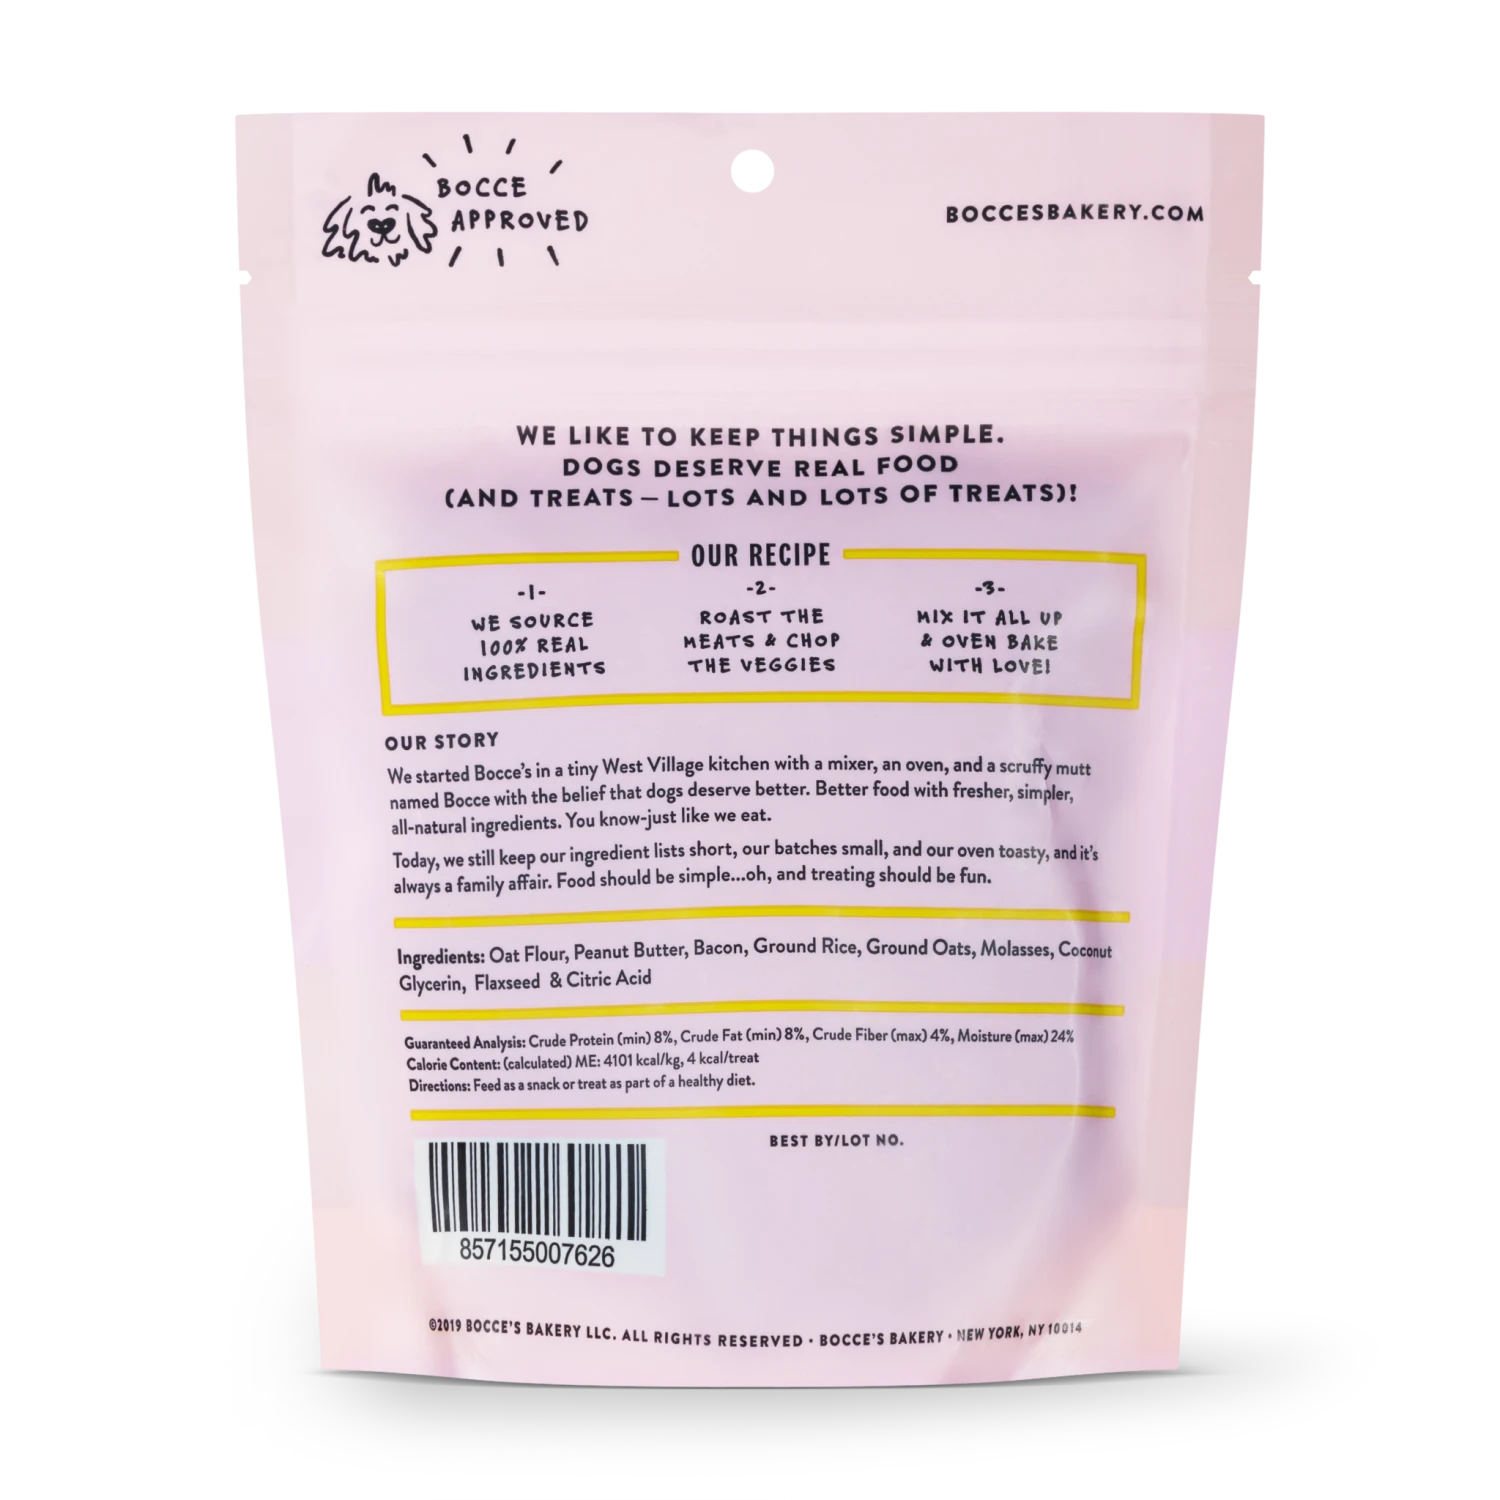 BOCCE
APPROVED
BOCCESBAKERY.COM
WE LIKE TO KEEP THINGS SIMPLE.
DOGS DESERVE REAL FOOD
(AND TREATS — LOTS AND LOTS OF TREATS)!
OUR RECIPE
-1-
WE SOURCE
100% REAL
INGREDIENTS
-2-
ROAST THE
MEATS & CHOP
THE VEGGIES
-3-
MIX IT ALL UP
& OVEN BAKE
WITH LOVE!
OUR STORY
We started Bocce's in a tiny West Village kitchen with a mixer, an oven, and a scruffy mutt
named Bocce with the belief that dogs deserve better. Better food with fresher, simpler,
all-natural ingredients. You know-just like we eat.
Today, we still keep our ingredient lists short, our batches small, and our oven toasty, and it's
always a family affair. Food should be simple...oh, and treating should be fun.
Ingredients: Oat Flour, Peanut Butter, Bacon, Ground Rice, Ground Oats, Molasses, Coconut
Glycerin, Flaxseed & Citric Acid
Guaranteed Analysis: Crude Protein (min) 8%, Crude Fat (min) 8%, Crude Fiber (max) 4%, Moisture (max) 24%
Calorie Content: (calculated) ME: 4101 kcal/kg, 4 kcal/treat
Directions: Feed as a snack or treat as part of a healthy diet.
BEST BY/LOT NO.
857155007626
©2019 BOCCE'S BAKERY LLC. ALL RIGHTS RESERVED • BOCCE'S BAKERY • NEW YORK, NY 10014